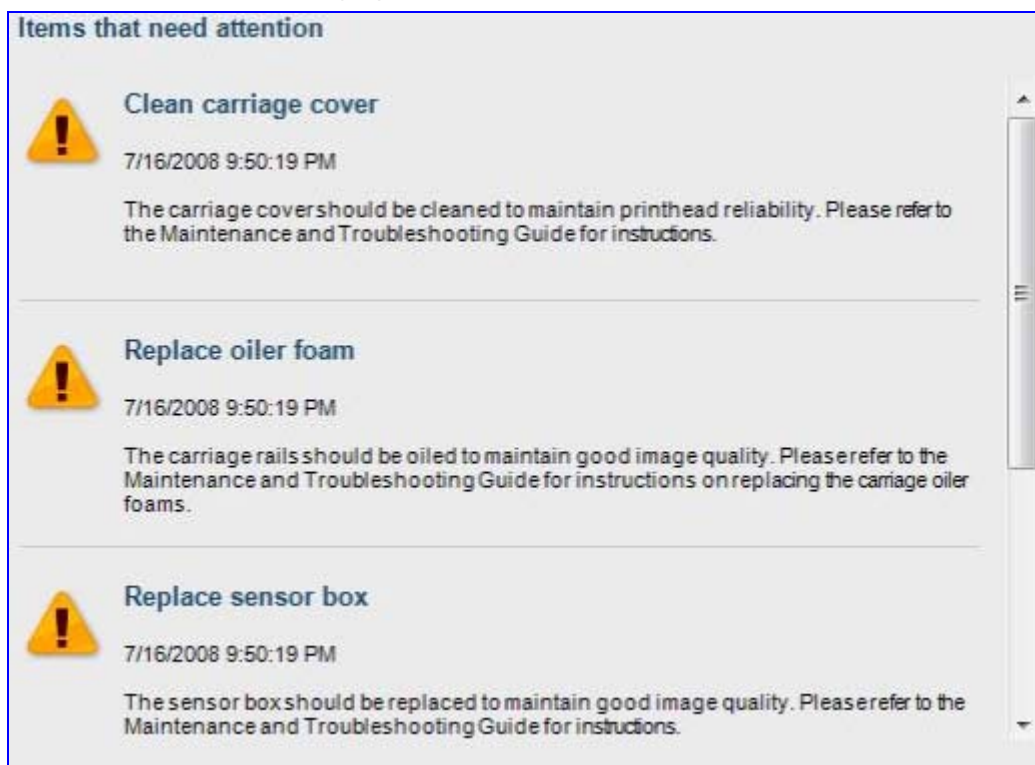 Items that need attention
Clean carriage cover
7/16/2008 9:50:19 PM
The carriage cover should be cleaned to maintain printhead reliability. Please refer to
the Maintenance and Troubleshooting Guide for instructions.
Replace oiler foam
7/16/2008 9:50:19 PM
The carriage rails should be oiled to maintain good image quality. Please refer to the
Maintenance and Troubleshooting Guide for instructions on replacing the carriage oiler
foams.
Replace sensor box
7/16/2008 9:50:19 PM
The sensor box should be replaced to maintain good image quality. Please refer to the
Maintenance and Troubleshooting Guide for instructions.